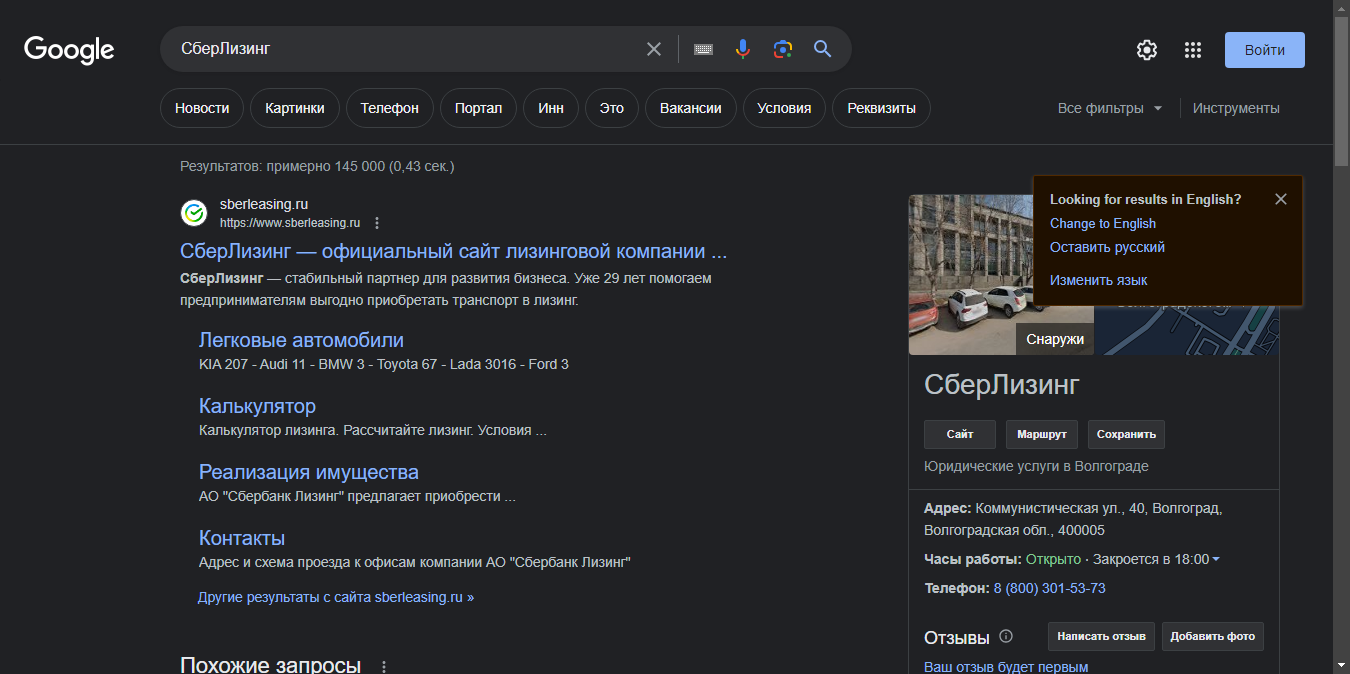 Google
СберЛизинг
Войти
Новости
Картинки
Телефон
Портал
Инн
Это
Вакансии
Условия
Реквизиты
Все фильтры
Инструменты
Результатов: примерно 145 000 (0,43 сек.)
sberleasing.ru
https://www.sberleasing.ru
СберЛизинг — официальный сайт лизинговой компании ...
СберЛизинг — стабильный партнер для развития бизнеса. Уже 29 лет помогаем
предпринимателям выгодно приобретать транспорт в лизинг.
Легковые автомобили
KIA 207 - Audi 11 - BMW 3 - Toyota 67 - Lada 3016 - Ford 3
Калькулятор
Калькулятор лизинга. Рассчитайте лизинг. Условия ...
Реализация имущества
АО "Сбербанк Лизинг" предлагает приобрести ...
Контакты
Адрес и схема проезда к офисам компании АО "Сбербанк Лизинг"
Другие результаты с сайта sberleasing.ru »
Похожие запросы
Looking for results in English?
Change to English
Оставить русский
Изменить язык
Снаружи
СберЛизинг
Сайт
Маршрут
Сохранить
Юридические услуги в Волгограде
Адрес: Коммунистическая ул., 40, Волгоград,
Волгоградская обл., 400005
Часы работы: Открыто · Закроется в 18:00
Телефон: 8 (800) 301-53-73
Отзывы
Написать отзыв
Добавить фото
Ваш отзыв будет первым